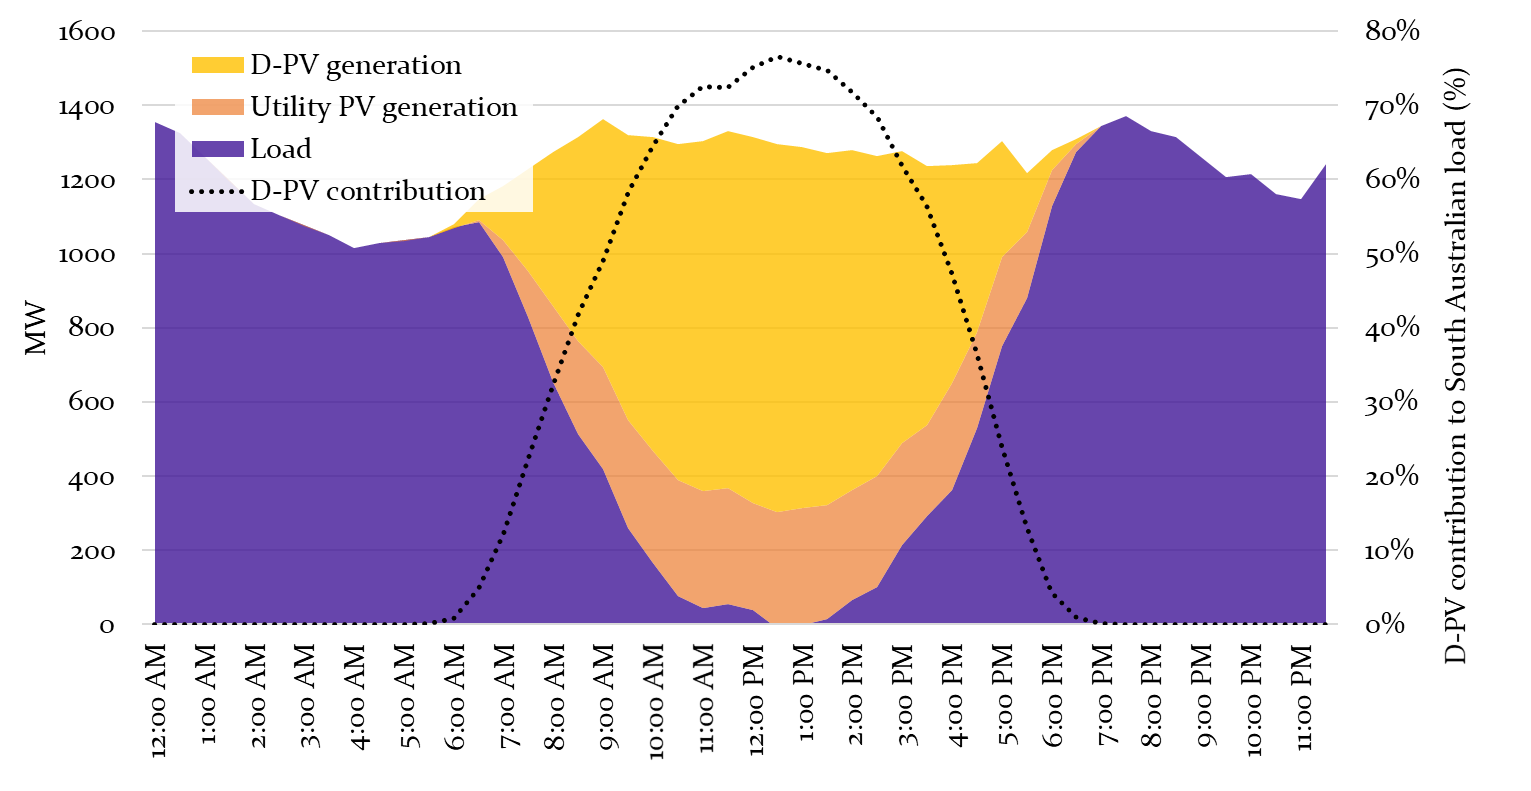 1600
1400
1200
1000
800
600
400
200
0
MW
D-PV generation
Utility PV generation
Load
D-PV contribution
80%
70%
60%
50%
40%
30%
20%
10%
0%
D-PV contribution to South Australian load (%)
12:00 AM
1:00 AM
2:00 AM
3:00 AM
4:00 AM
5:00 AM
6:00 AM
7:00 AM
8:00 AM
9:00 AM
10:00 AM
11:00 AM
12:00 PM
1:00 PM
2:00 PM
3:00 PM
4:00 PM
5:00 PM
6:00 PM
7:00 PM
8:00 PM
9:00 PM
10:00 PM
11:00 PM